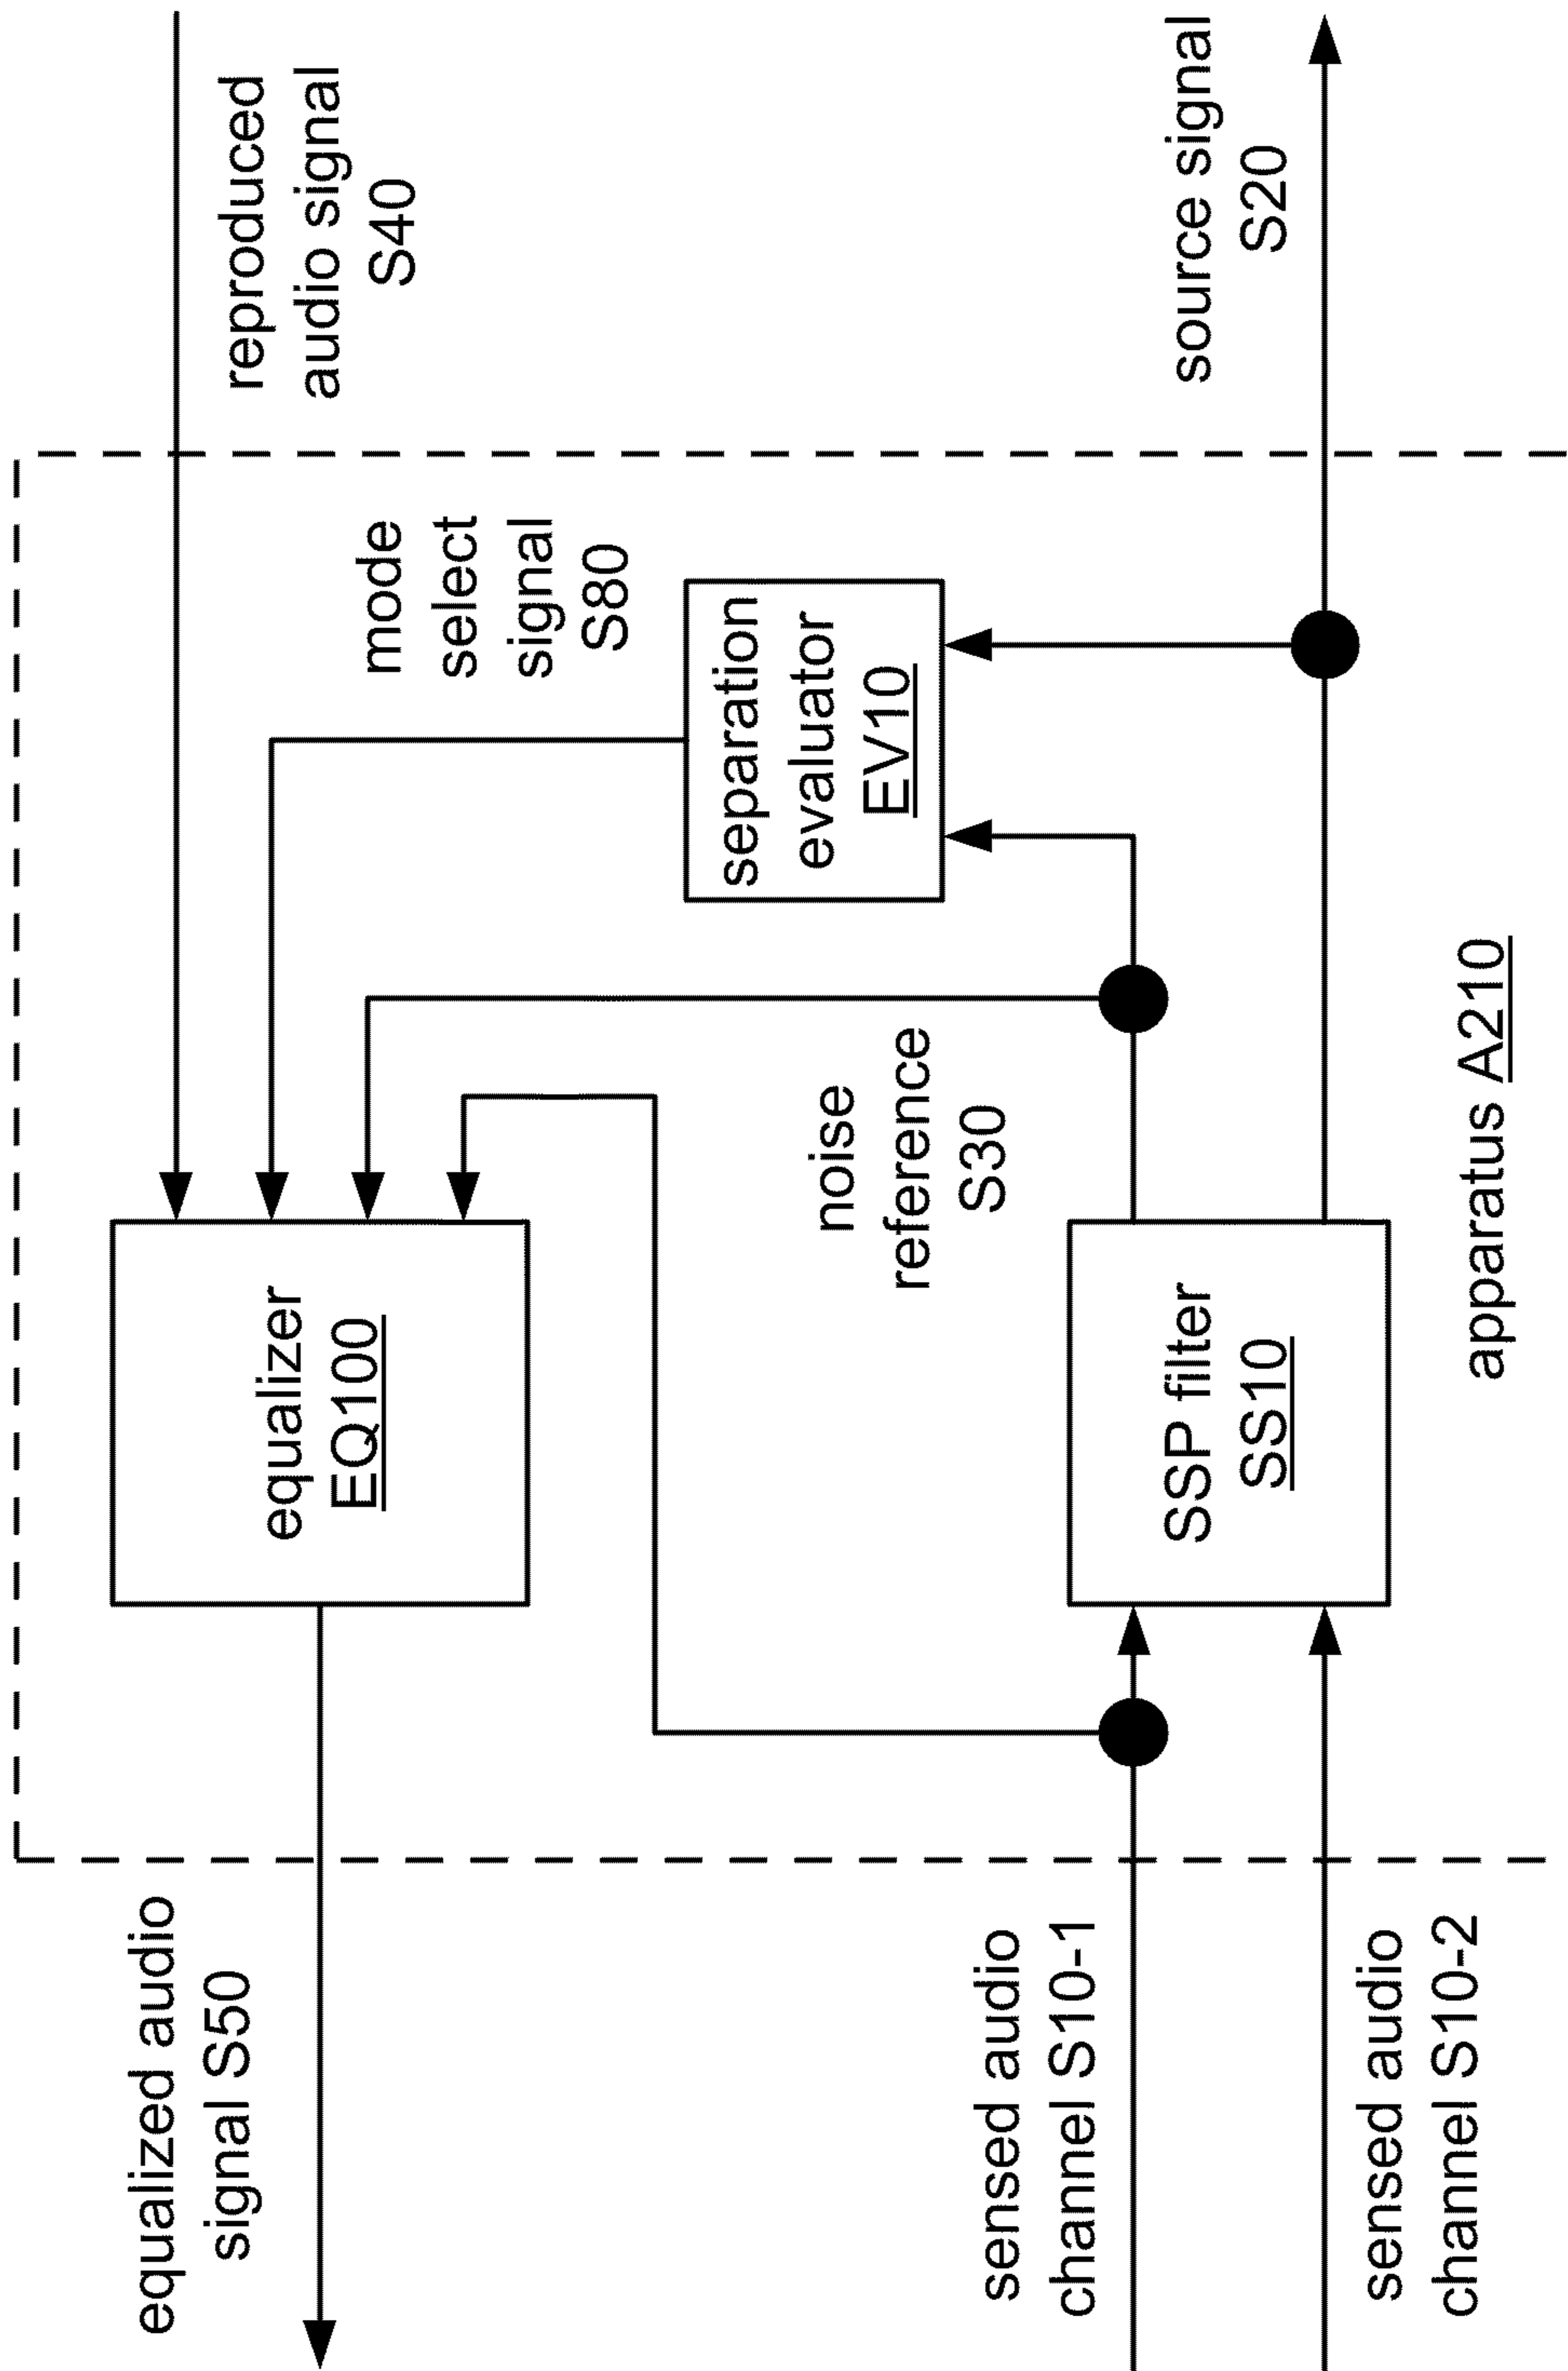 equalized audio
signal S50
equalizer
EQ100
reproduced
audio signal
S40
mode
select
signal
S80
separation
evaluator
EV10
noise
reference
S30
sensed audio
channel S10-1
SSP filter
SS10
source signal
S20
sensed audio
channel S10-2
apparatus A210